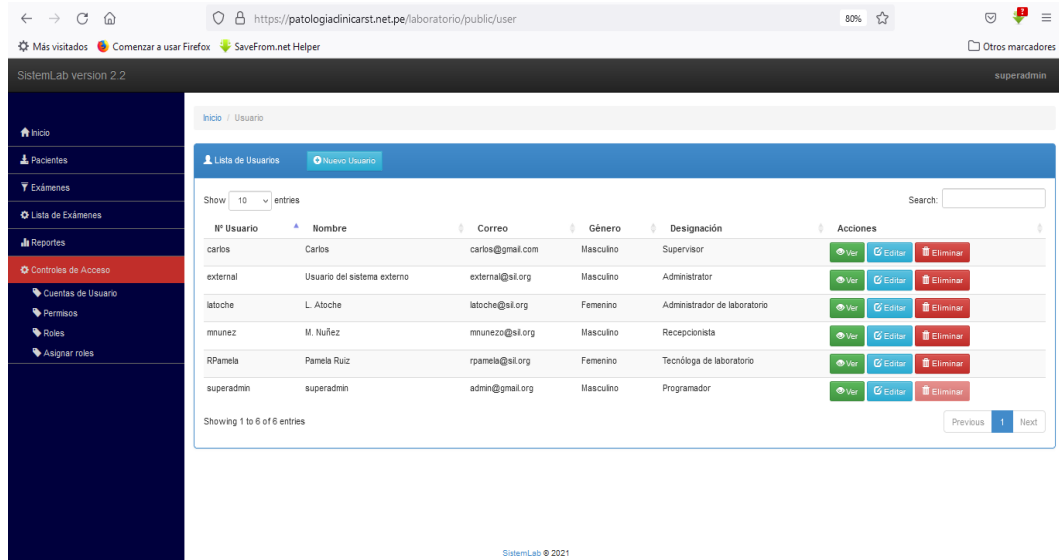 https://patologiadinicarst.net.pe/laboratorio/public/user 80%
Más visitados Comenzar a usar Firefox SaveFrom.net Helper Otros marcadores
SistemLab version 2.2 superadmin
Inicio / Usuario
Inicio
Pacientes
Exámenes
Lista de Exámenes
Reportes
Controles de Acceso
Cuentas de Usuario
Permisos
Roles
Asignar roles
Lista de Usuarios Nuevo Usuario
Show 10 entries Search:
Nº Usuario Nombre Correo Género Designación Acciones
carlos Carlos carlos@gmail.com Masculino Supervisor Ver Editar Eliminar
external Usuario del sistema externo external@sil.org Masculino Administrator Ver Editar Eliminar
latoche L. Atoche latoche@sil.org Femenino Administrador de laboratorio Ver Editar Eliminar
mnunez M. Nuñez mnunezo@sil.org Masculino Recepcionista Ver Editar Eliminar
RPamela Pamela Ruiz rpamela@sil.org Femenino Tecnóloga de laboratorio Ver Editar Eliminar
superadmin superadmin admin@gmail.org Masculino Programador Ver Editar Eliminar
Showing 1 to 6 of 6 entries Previous 1 Next
SistemLab © 2021